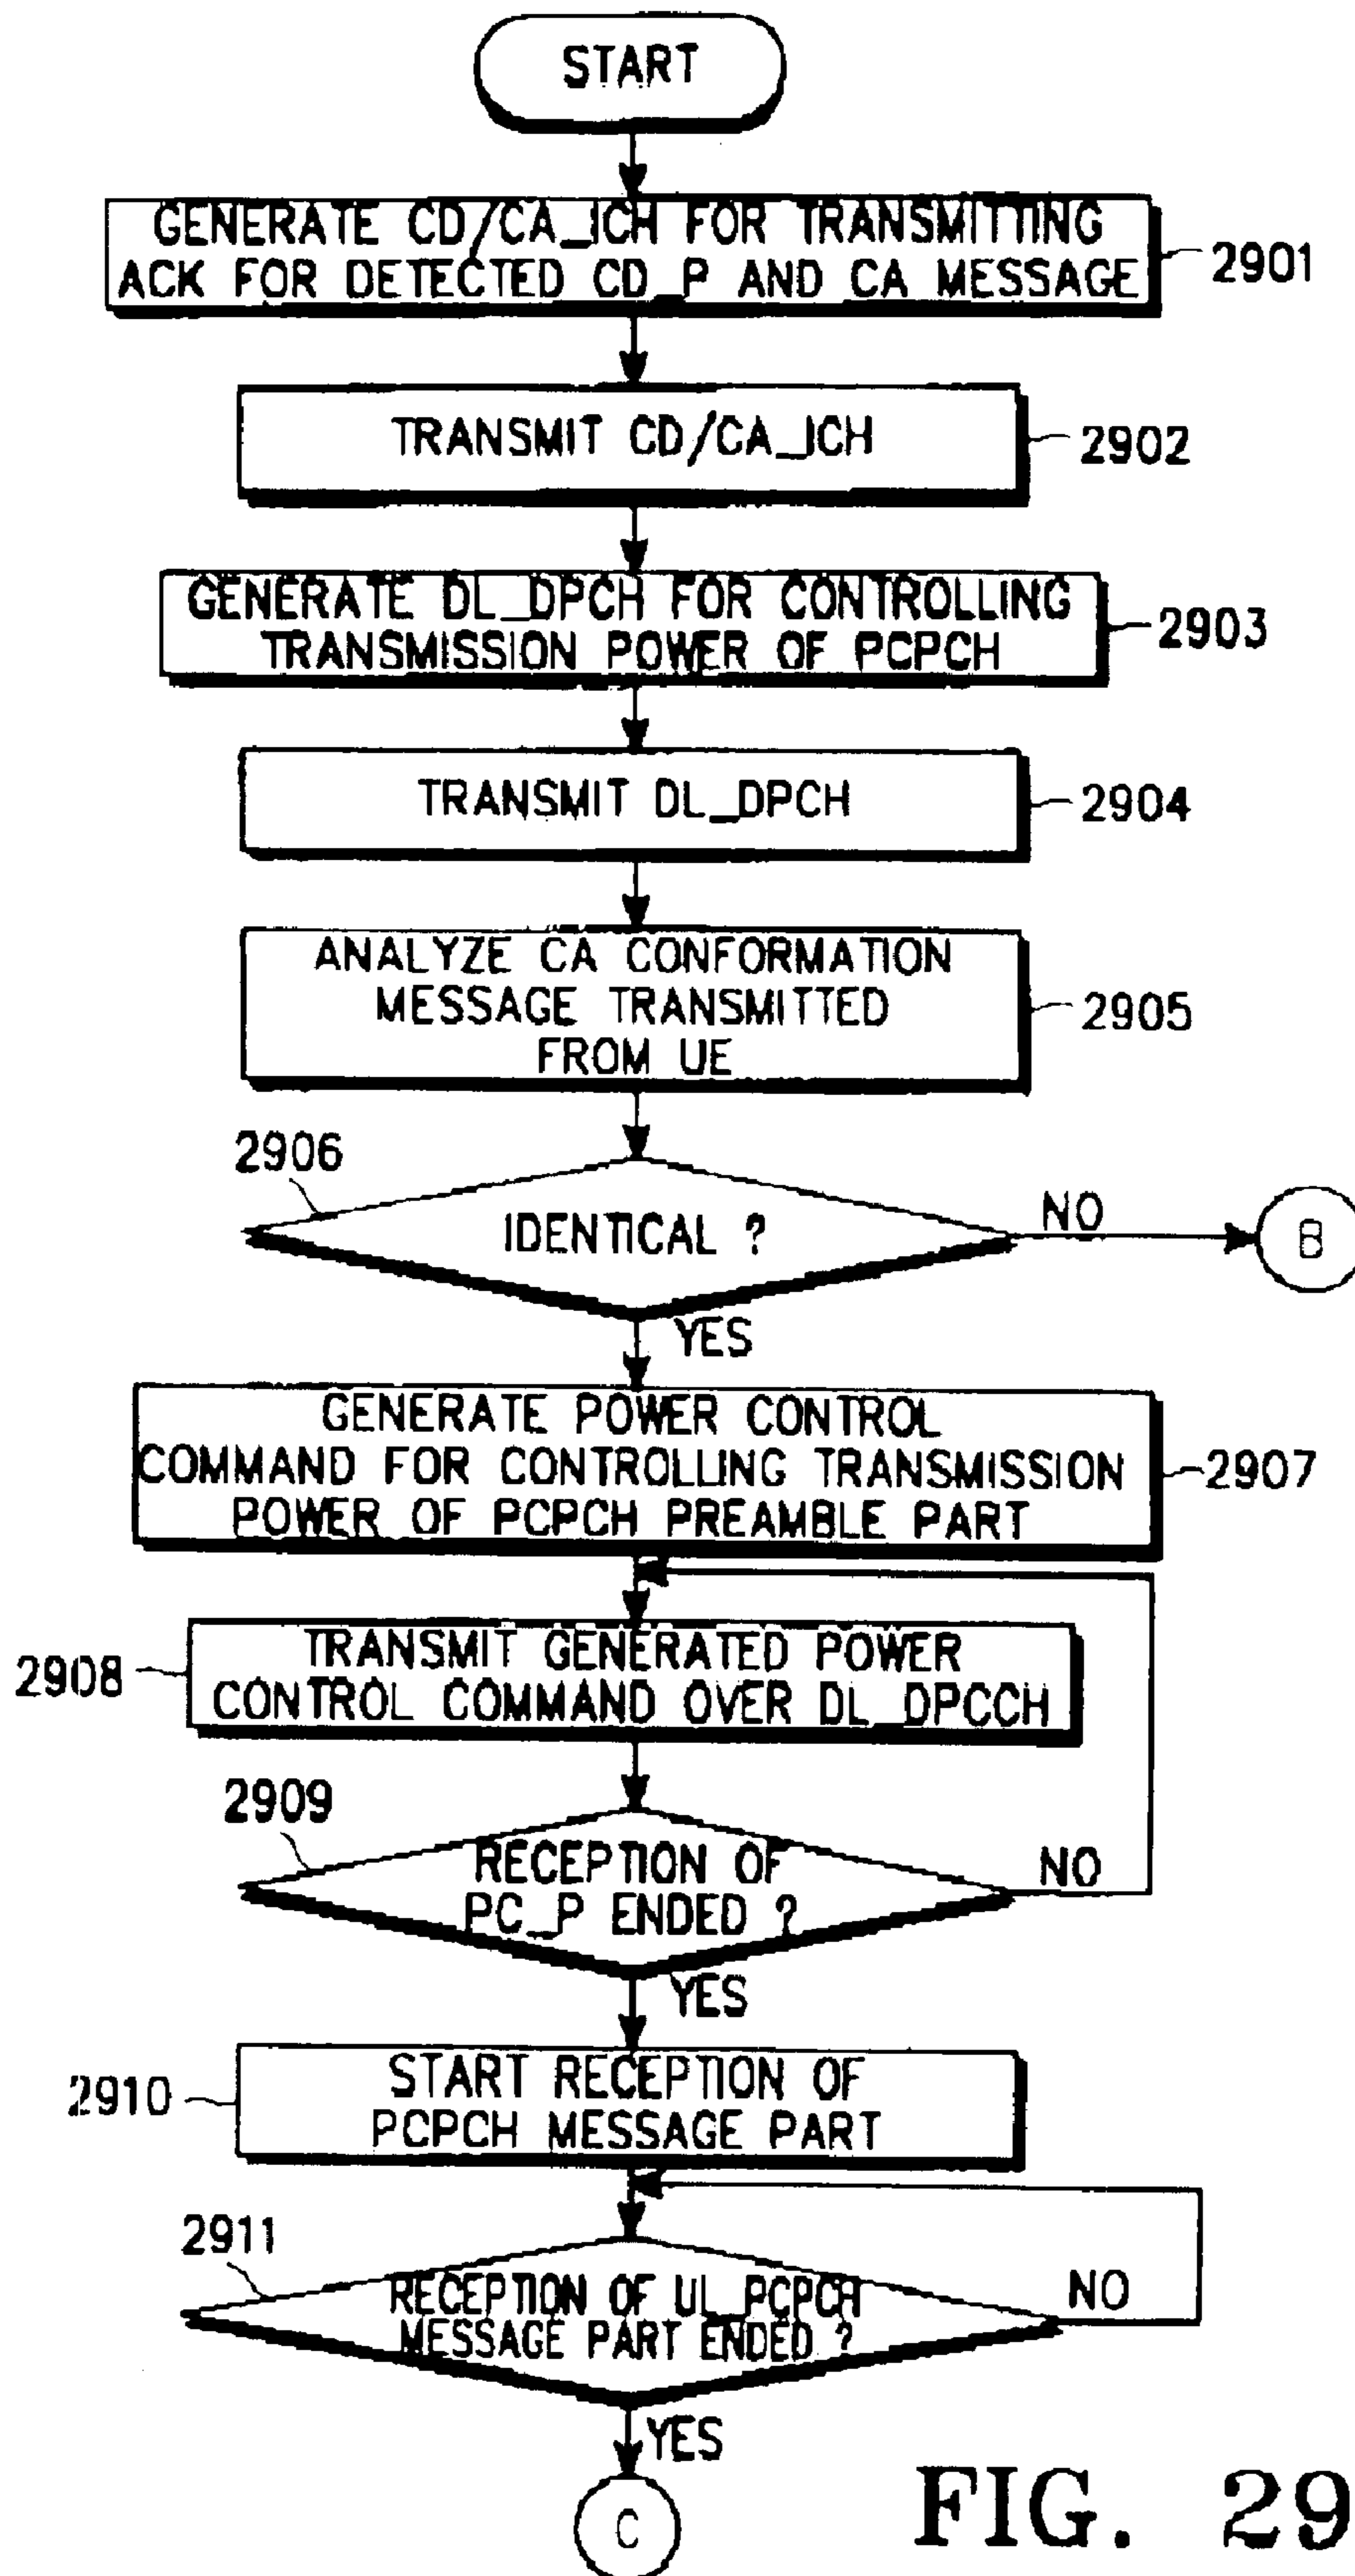 START
GENERATE CD/CA_ICH FOR TRANSMITTING
ACK FOR DETECTED CD_P AND CA MESSAGE
2901
TRANSMIT CD/CA_ICH
2902
GENERATE DL_DPCH FOR CONTROLLING
TRANSMISSION POWER OF PCPCH
2903
TRANSMIT DL_DPCH
2904
ANALYZE CA CONFORMATION
MESSAGE TRANSMITTED
FROM UE
2905
2906
IDENTICAL ?
NO
B
YES
GENERATE POWER CONTROL
COMMAND FOR CONTROLLING TRANSMISSION
POWER OF PCPCH PREAMBLE PART
2907
2908
TRANSMIT GENERATED POWER
CONTROL COMMAND OVER DL_DPCCH
2909
RECEPTION OF
PC_P ENDED ?
NO
YES
2910
START RECEPTION OF
PCPCH MESSAGE PART
2911
RECEPTION OF UL_PCPCH
MESSAGE PART ENDED ?
NO
YES
C
FIG. 29